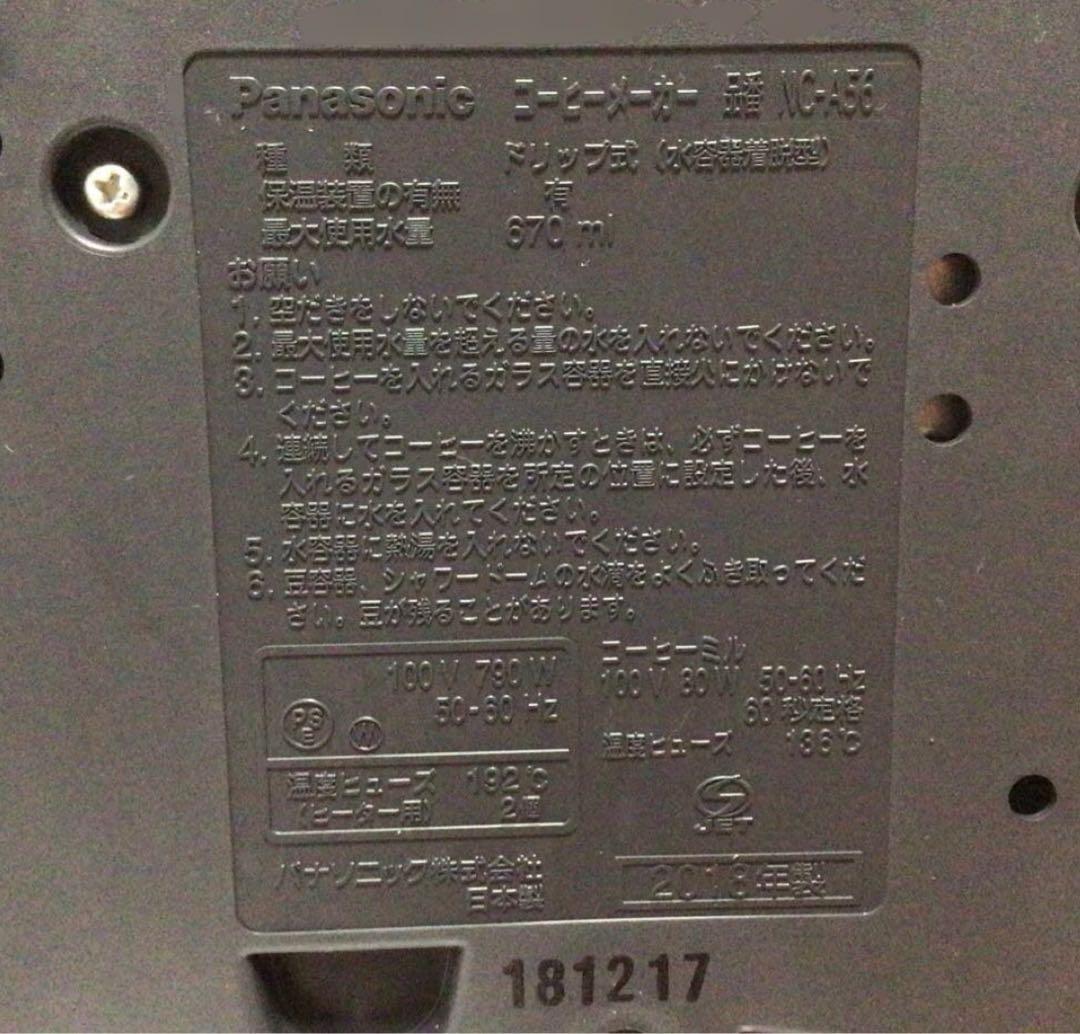 Panasonic コーヒーメーカー 品番 NC-A56
種類 ドリップ式(水容器着脱型)
保温装置の有無 有
最大使用水量 670 ml
お願い
1. 空だきをしないでください。
2. 最大使用水量を超える量の水を入れないでください。
3. コーヒーを入れるガラス容器を直接火にかけないで
ください。
4. 連続してコーヒーを沸かすときは、必ずコーヒーを
入れるガラス容器を所定の位置に設定した後、水
容器に水を入れてください。
5. 水容器に熱湯を入れないでください。
6. 豆容器、シャワードームの水滴をよくふき取ってくだ
さい。豆が残ることがあります。
100 V 790 W
50-60 Hz
PSE W
温度ヒューズ 192℃
(ヒーター用) 2個
コーヒーミル
100 V 80 W 50-60 Hz
60 秒定格
温度ヒューズ 136℃
JET
パナソニック株式会社
日本製
2018年製
181217